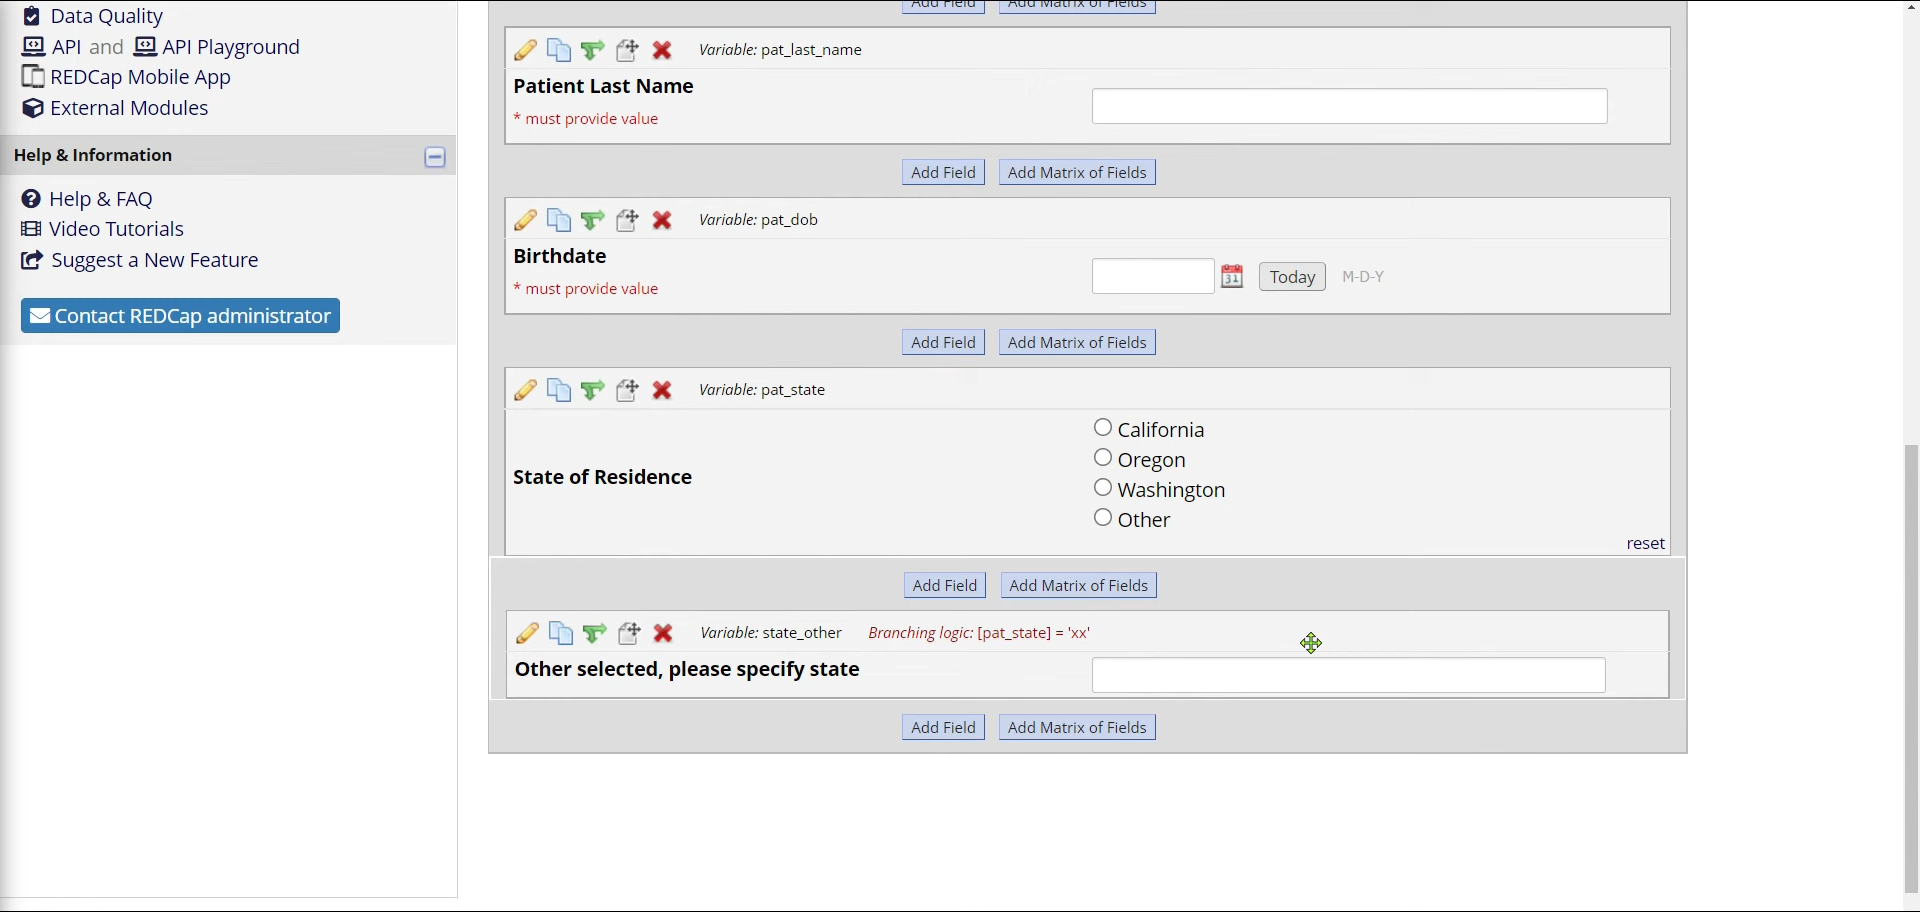 Data Quality
API and API Playground
REDCap Mobile App
External Modules
Help & Information
Help & FAQ
Video Tutorials
Suggest a New Feature
Contact REDCap administrator
Add Field Add Matrix of Fields
Variable: pat_last_name
Patient Last Name
* must provide value
Add Field Add Matrix of Fields
Variable: pat_dob
Birthdate
* must provide value
31 Today M-D-Y
Add Field Add Matrix of Fields
Variable: pat_state
State of Residence
California
Oregon
Washington
Other
reset
Add Field Add Matrix of Fields
Variable: state_other Branching logic: [pat_state] = 'xx'
Other selected, please specify state
Add Field Add Matrix of Fields